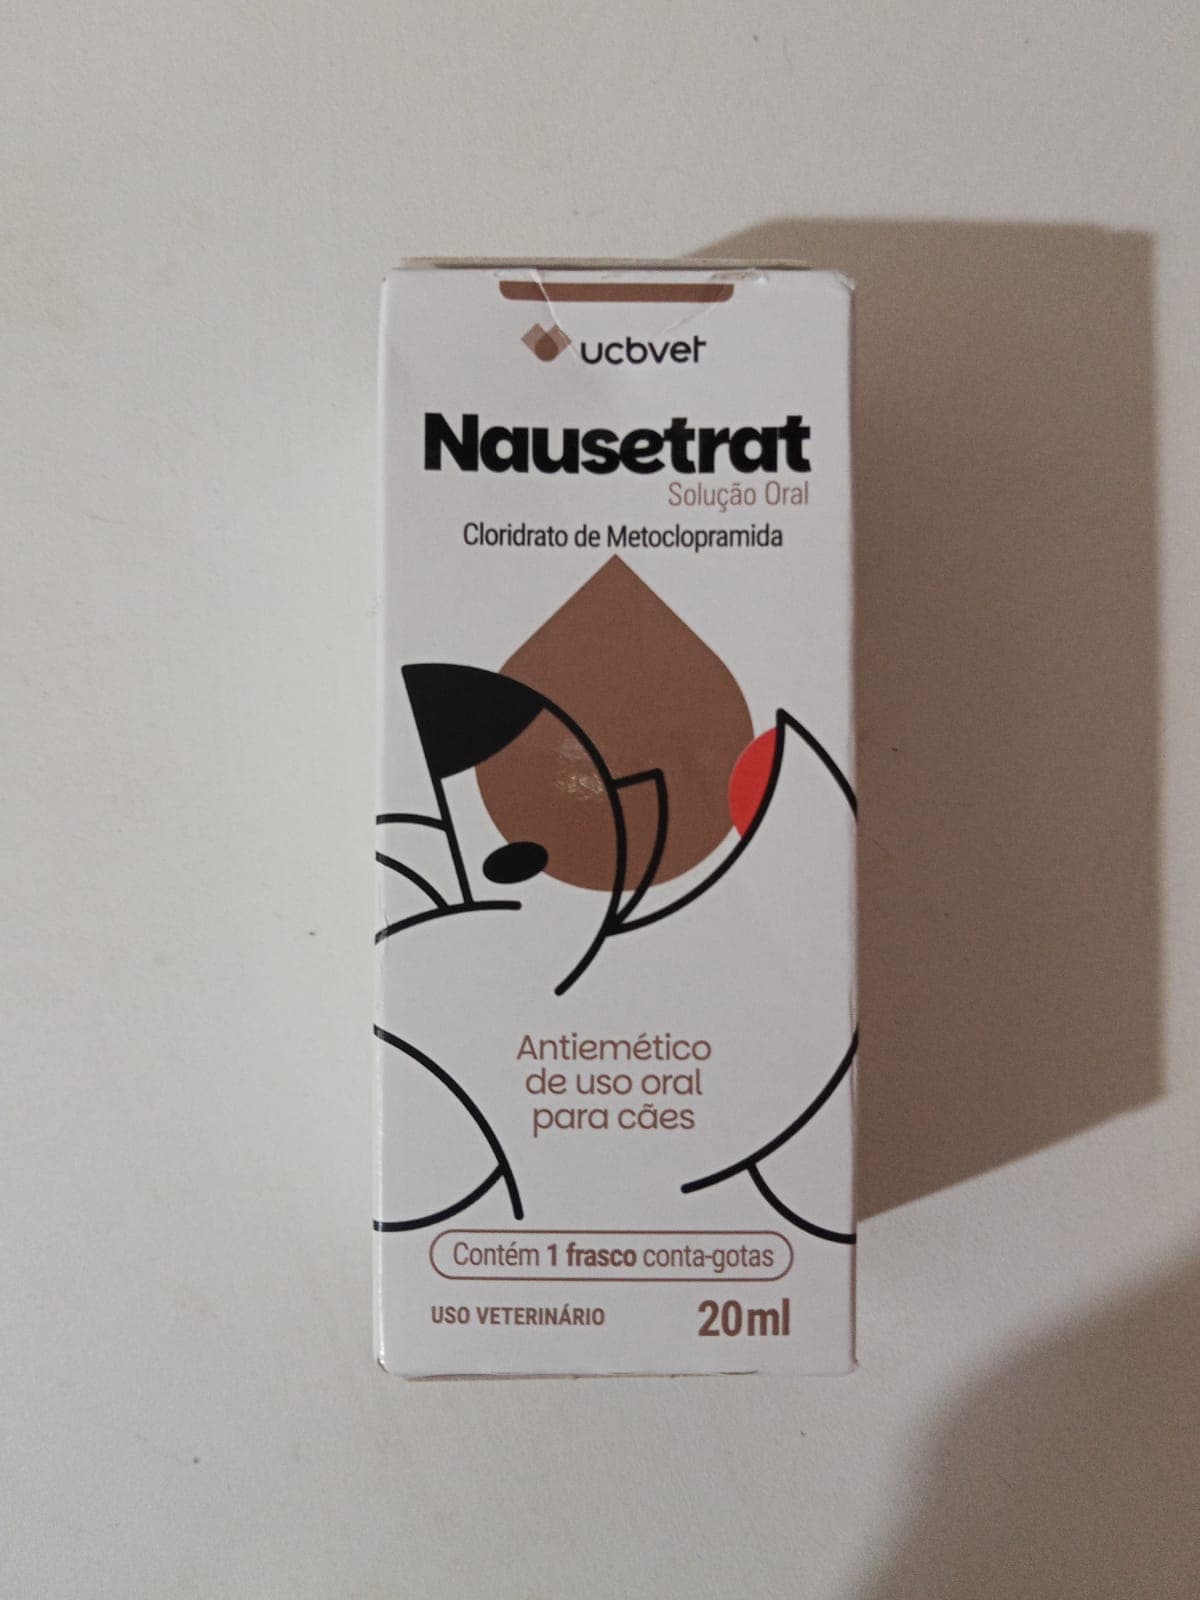 ucbvet
Nausetrat
Solução Oral
Cloridrato de Metoclopramida
Antiemético
de uso oral
para cães
Contém 1 frasco conta-gotas
USO VETERINÁRIO 20ml